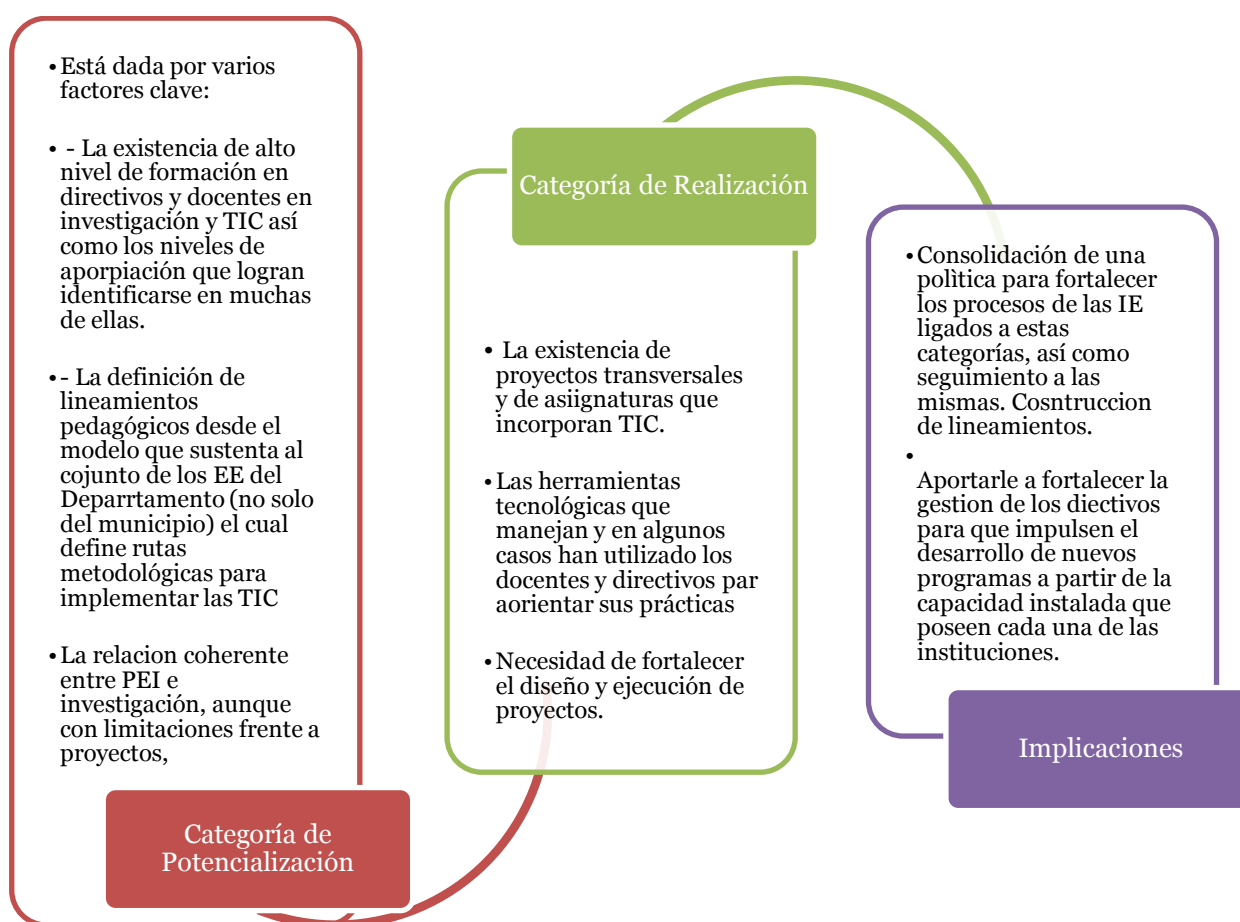 •Está dada por varios
factores clave:
• - La existencia de alto
nivel de formación en
directivos y docentes en
investigación y TIC así
como los niveles de
aporpiación que logran
identificarse en muchas
de ellas.
•- La definición de
lineamientos
pedagógicos desde el
modelo que sustenta al
cojunto de los EE del
Deparrtamento (no solo
del municipio) el cual
define rutas
metodológicas para
implementar las TIC
•La relacion coherente
entre PEI e
investigación, aunque
con limitaciones frente a
proyectos,
Categoría de
Potencialización
Categoría de Realización
• La existencia de
proyectos transversales
y de asiignaturas que
incorporan TIC.
•Las herramientas
tecnológicas que
manejan y en algunos
casos han utilizado los
docentes y directivos par
aorientar sus prácticas
•Necesidad de fortalecer
el diseño y ejecución de
proyectos.
•Consolidación de una
polìtica para fortalecer
los procesos de las IE
ligados a estas
categorías, así como
seguimiento a las
mismas. Cosntruccion
de lineamientos.
•
Aportarle a fortalecer la
gestion de los diectivos
para que impulsen el
desarrollo de nuevos
programas a partir de la
capacidad instalada que
poseen cada una de las
instituciones.
Implicaciones